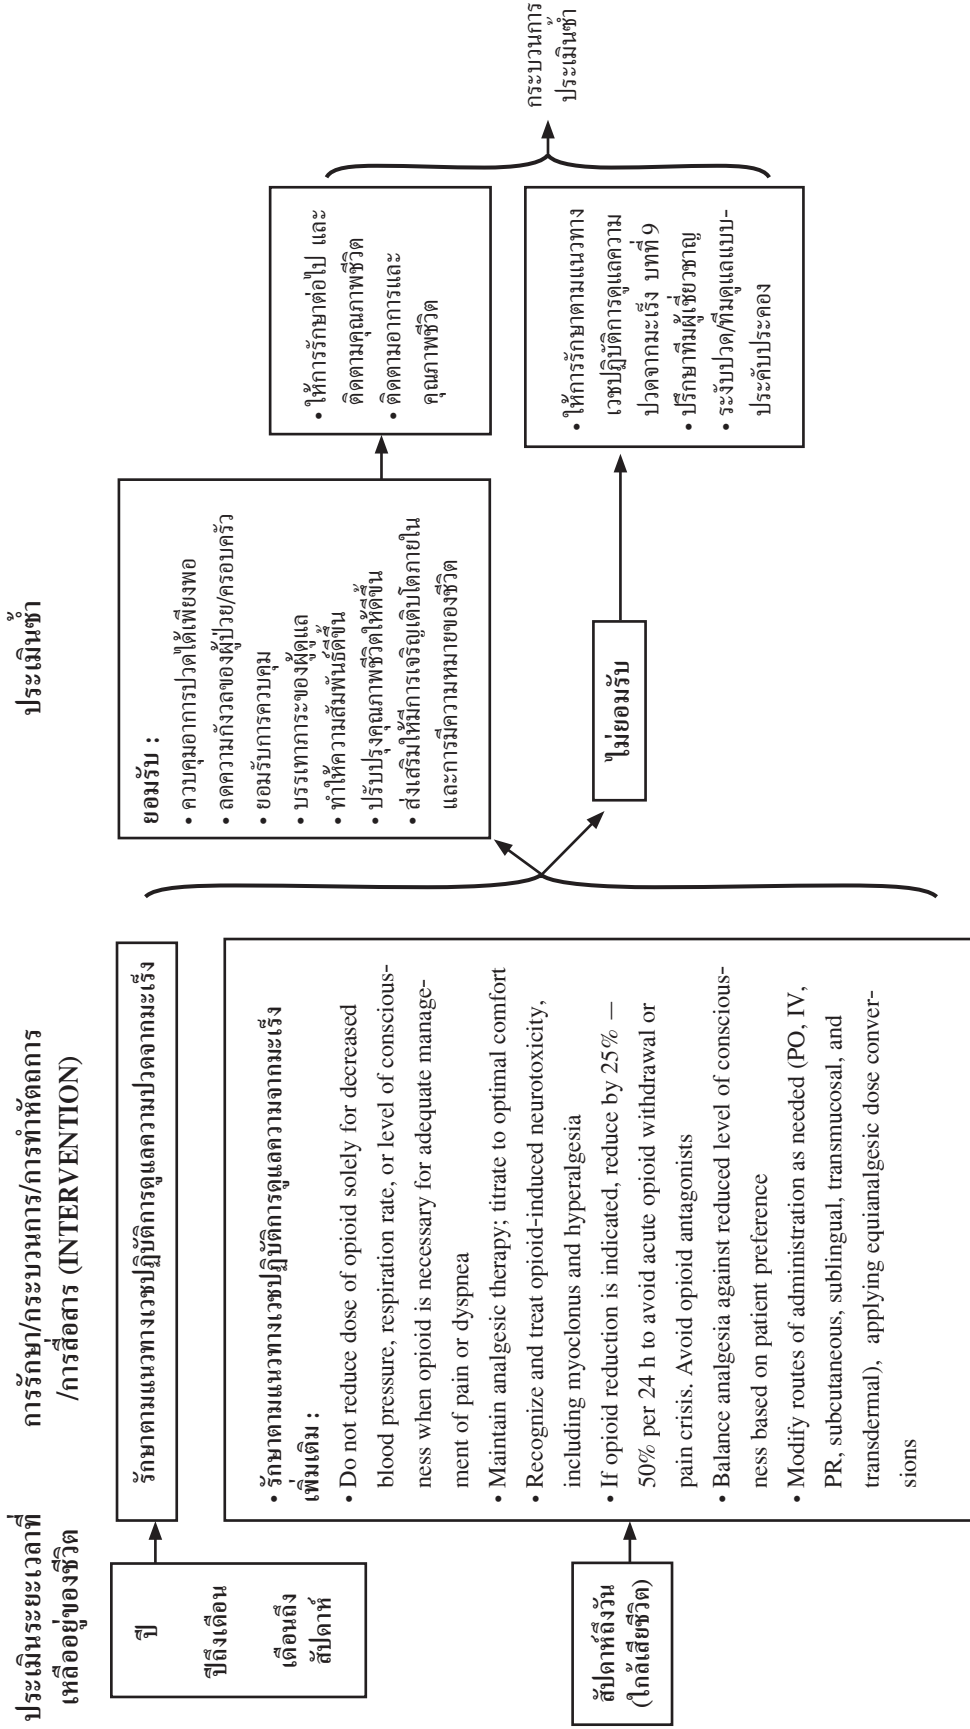 ประเมินระยะเวลาที่
เหลืออยู่ของชีวิต
การรักษา/กระบวนการ/การทำหัตถการ
/การสื่อสาร (INTERVENTION)
ประเมินซ้ำ
ปี
ปีถึงเดือน
เดือนถึง
สัปดาห์
รักษาตามแนวทางเวชปฏิบัติการดูแลความปวดจากมะเร็ง
สัปดาห์ถึงวัน
(ใกล้เสียชีวิต)
• รักษาตามแนวทางเวชปฏิบัติการดูแลความจากมะเร็ง
เพิ่มเติม :
• Do not reduce dose of opioid solely for decreased
blood pressure, respiration rate, or level of conscious-
ness when opioid is necessary for adequate manage-
ment of pain or dyspnea
• Maintain analgesic therapy; titrate to optimal comfort
• Recognize and treat opioid-induced neurotoxicity,
including myoclonus and hyperalgesia
• If opioid reduction is indicated, reduce by 25% –
50% per 24 h to avoid acute opioid withdrawal or
pain crisis. Avoid opioid antagonists
• Balance analgesia against reduced level of conscious-
ness based on patient preference
• Modify routes of administration as needed (PO, IV,
PR, subcutaneous, sublingual, transmucosal, and
transdermal), applying equianalgesic dose conver-
sions
ยอมรับ :
• ควบคุมอาการปวดได้เพียงพอ
• ลดความกังวลของผู้ป่วย/ครอบครัว
• ยอมรับการควบคุม
• บรรเทาภาระของผู้ดูแล
• ทำให้ความสัมพันธ์ดีขึ้น
• ปรับปรุงคุณภาพชีวิตให้ดีขึ้น
• ส่งเสริมให้มีการเจริญเติบโตภายใน
และการมีความหมายของชีวิต
ไม่ยอมรับ
• ให้การรักษาต่อไป และ
ติดตามคุณภาพชีวิต
• ติดตามอาการและ
คุณภาพชีวิต
• ให้การรักษาตามแนวทาง
เวชปฏิบัติการดูแลความ
ปวดจากมะเร็ง บทที่ 9
• ปรึกษาทีมผู้เชี่ยวชาญ
• ระงับปวด/ทีมดูแลแบบ-
ประคับประคอง
กระบวนการ
ประเมินซ้ำ